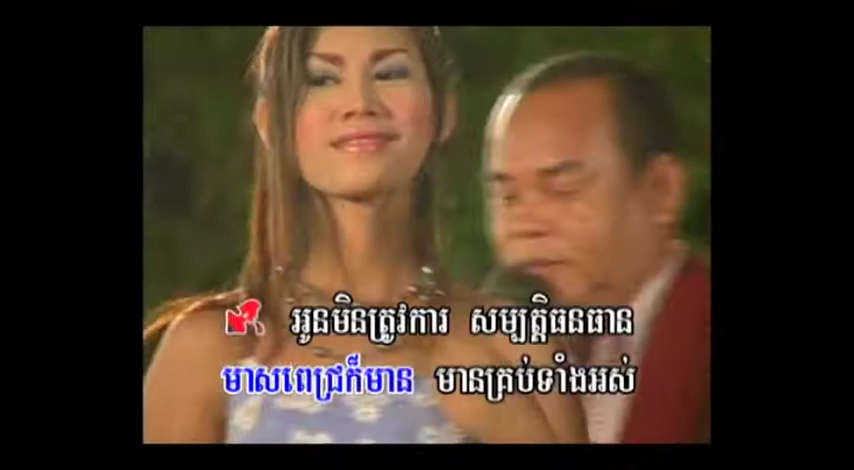 អូនមិនត្រូវការ សម្បត្តិធនធាន
មាសពេជ្រក៏មាន មានគ្រប់ទាំងអស់